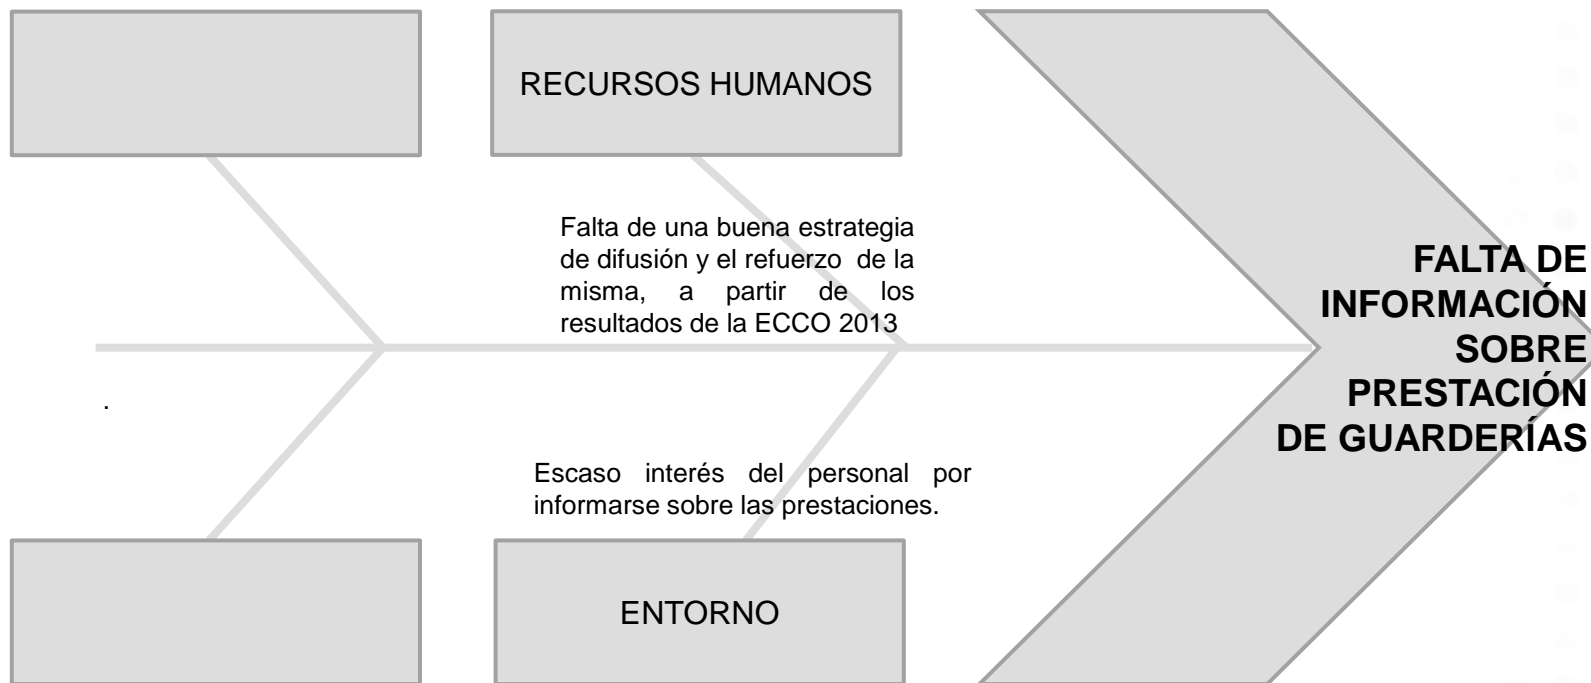 RECURSOS HUMANOS
Falta de una buena estrategia
de difusión y el refuerzo de la
misma, a partir de los
resultados de la ECCO 2013
FALTA DE
INFORMACIÓN
SOBRE
PRESTACIÓN
DE GUARDERÍAS
.
Escaso interés del personal por
informarse sobre las prestaciones.
ENTORNO